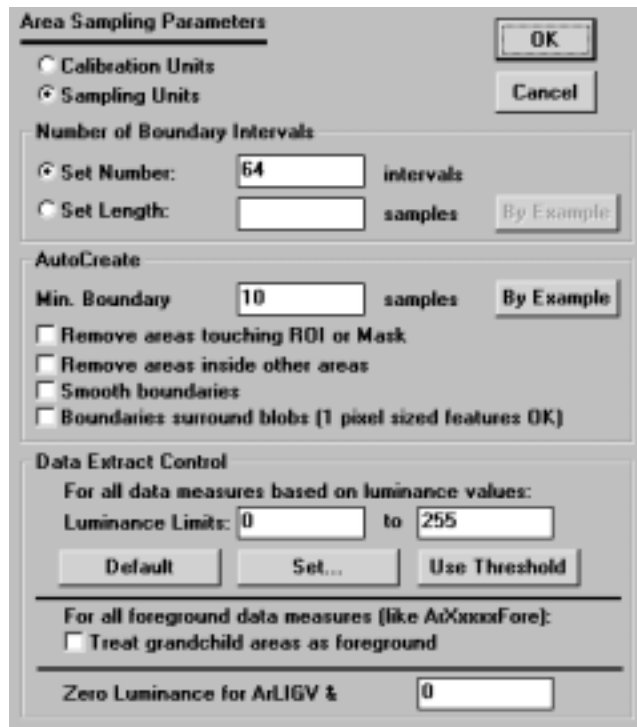 Area Sampling Parameters
OK
Calibration Units
Sampling Units
Cancel
Number of Boundary Intervals
Set Number: 64 intervals
Set Length: samples By Example
AutoCreate
Min. Boundary 10 samples By Example
Remove areas touching ROI or Mask
Remove areas inside other areas
Smooth boundaries
Boundaries surround blobs (1 pixel sized features OK)
Data Extract Control
For all data measures based on luminance values:
Luminance Limits: 0 to 255
Default Set... Use Threshold
For all foreground data measures (like ArXxxxxFore):
Treat grandchild areas as foreground
Zero Luminance for ArLIGV & 0